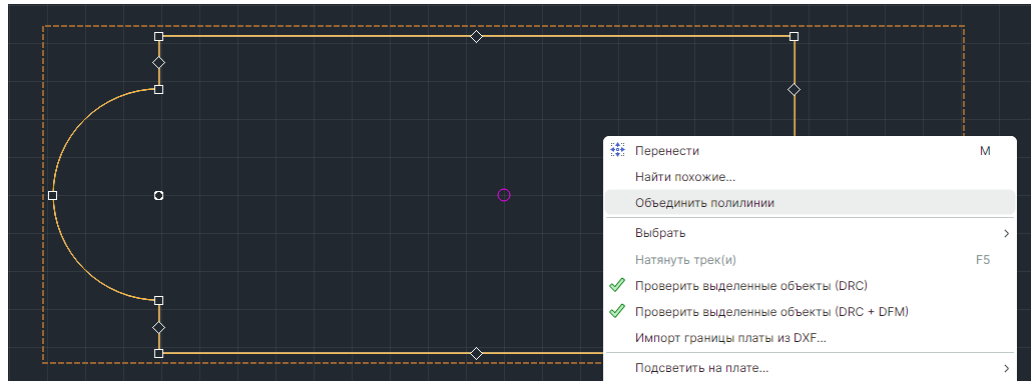 Перенести M
Найти похожие...
Объединить полилинии
Выбрать
Натянуть трек(и) F5
Проверить выделенные объекты (DRC)
Проверить выделенные объекты (DRC + DFM)
Импорт границы платы из DXF...
Подсветить на плате...